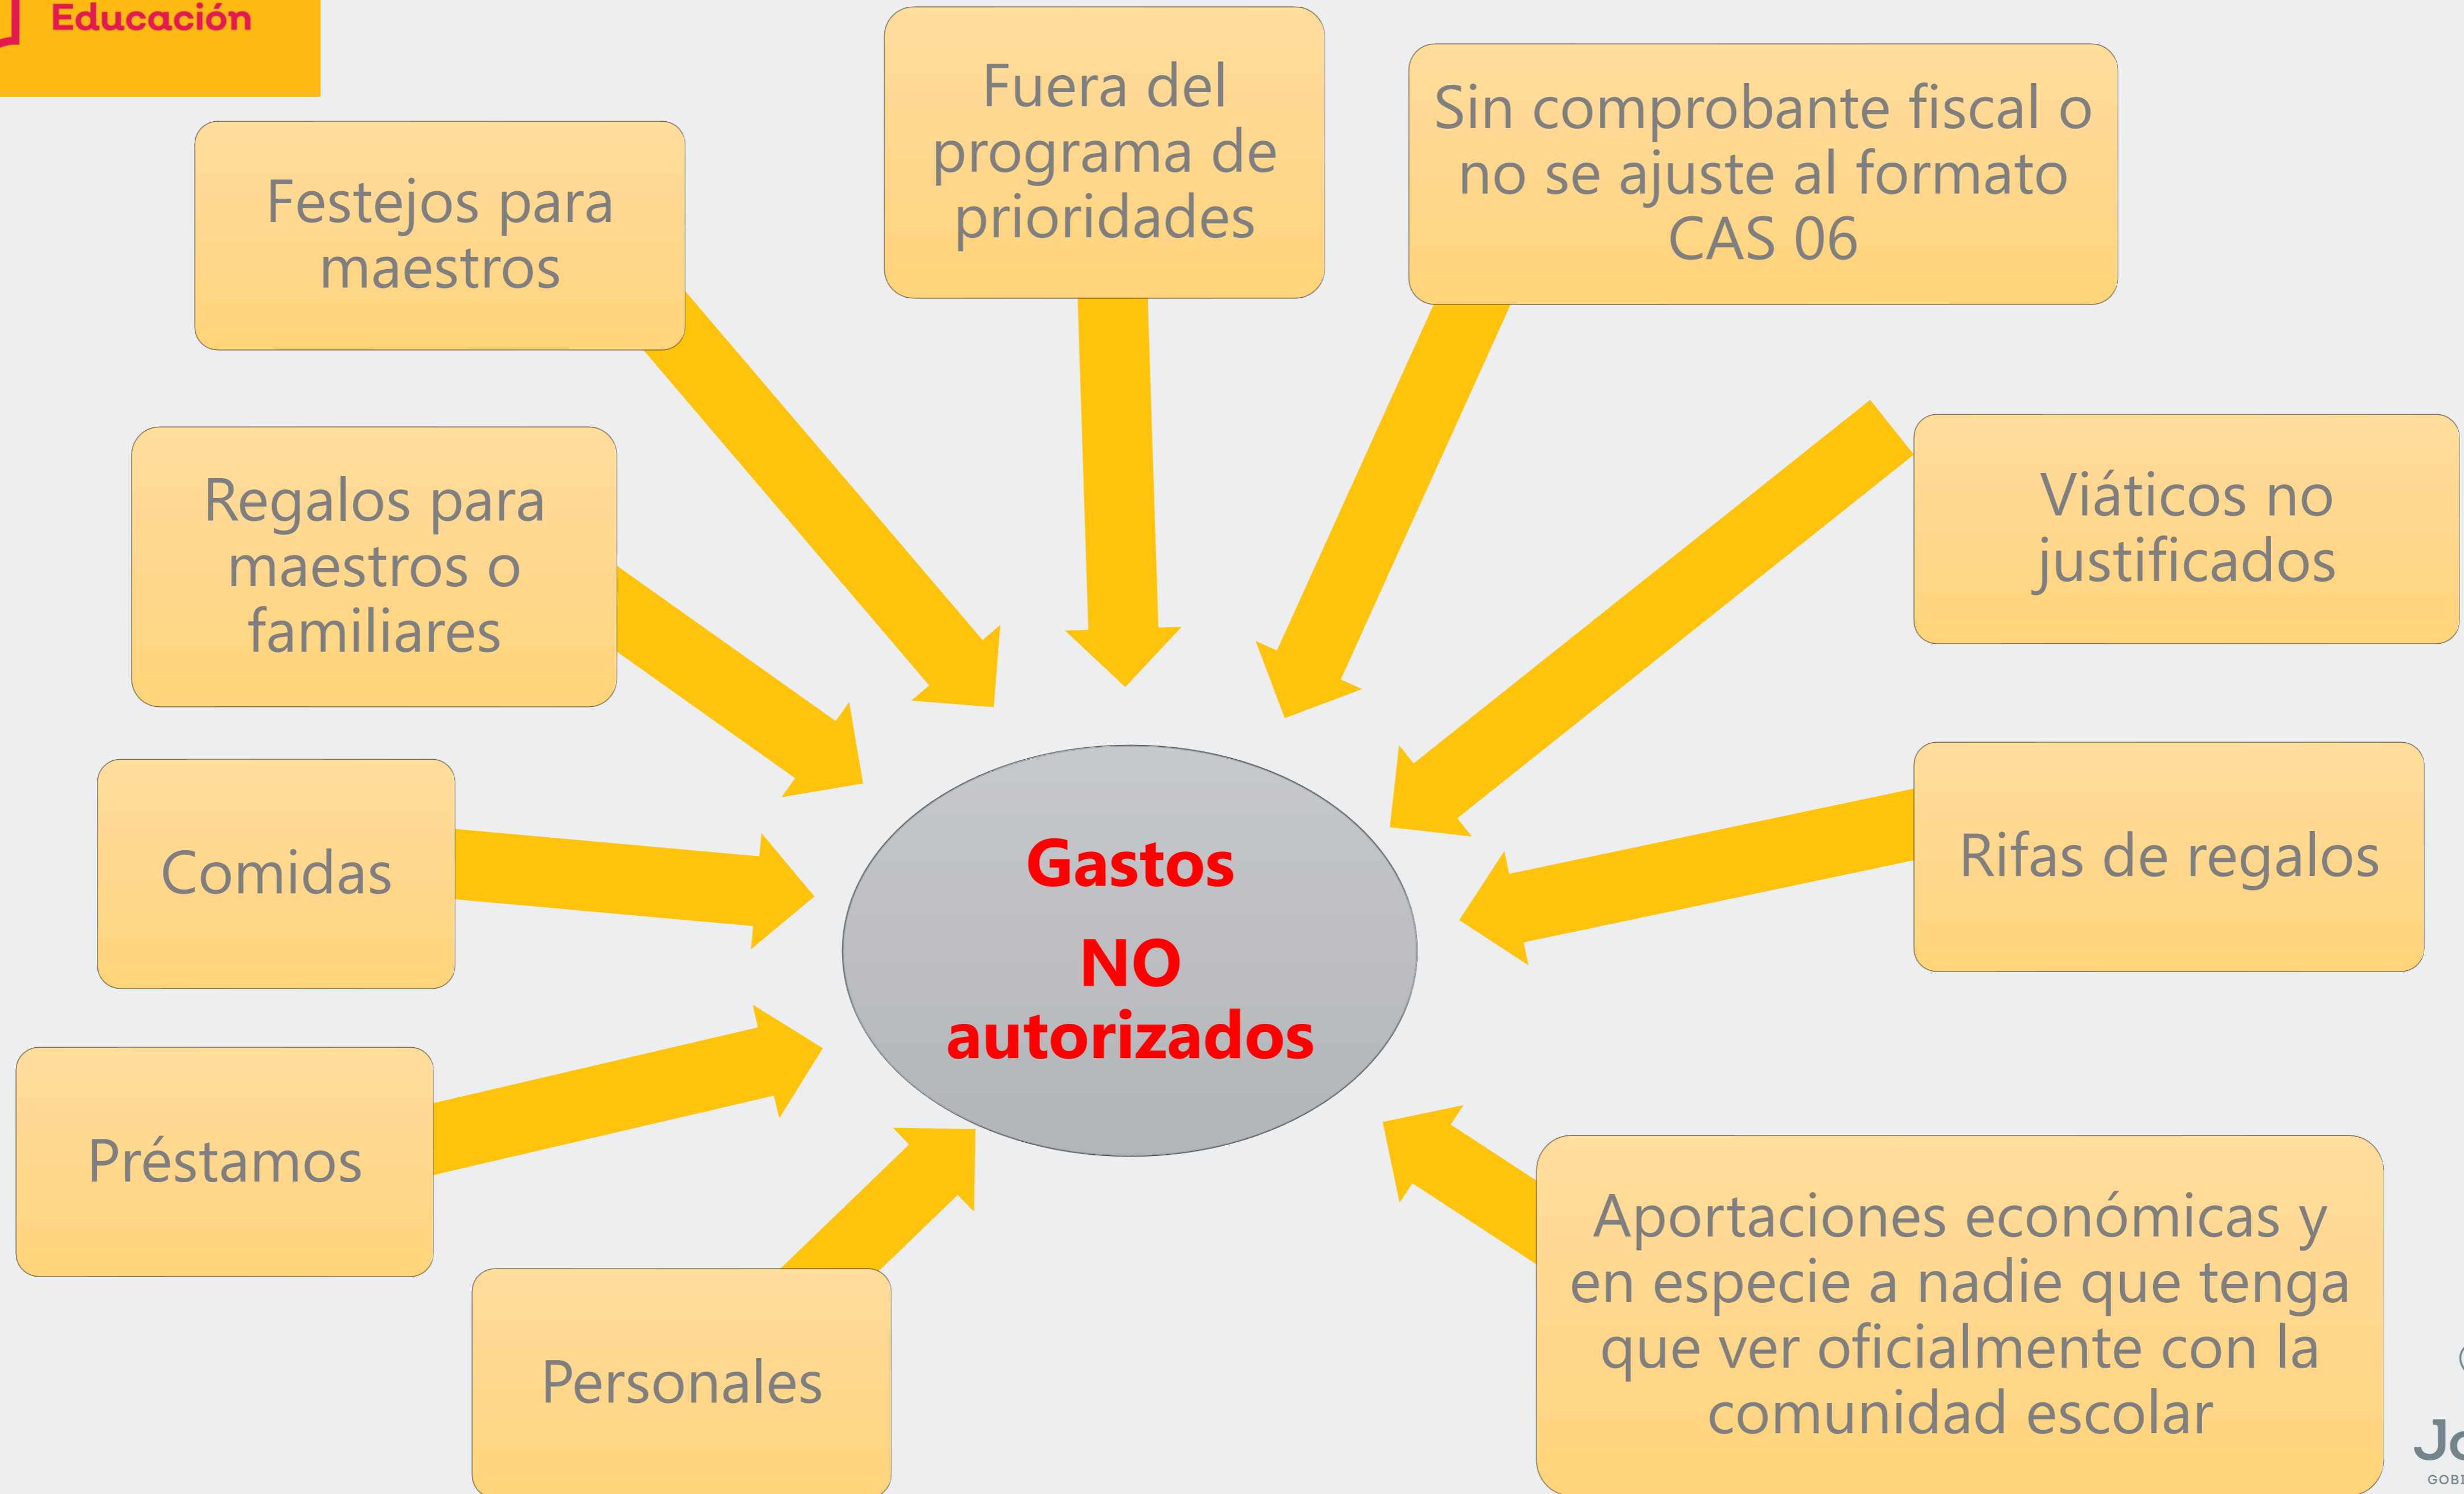 Educación
Fuera del
programa de
prioridades
Sin comprobante fiscal o
no se ajuste al formato
CAS 06
Festejos para
maestros
Regalos para
maestros o
familiares
Viáticos no
justificados
Comidas
Rifas de regalos
Gastos
NO
autorizados
Préstamos
Personales
Aportaciones económicas y
en especie a nadie que tenga
que ver oficialmente con la
comunidad escolar